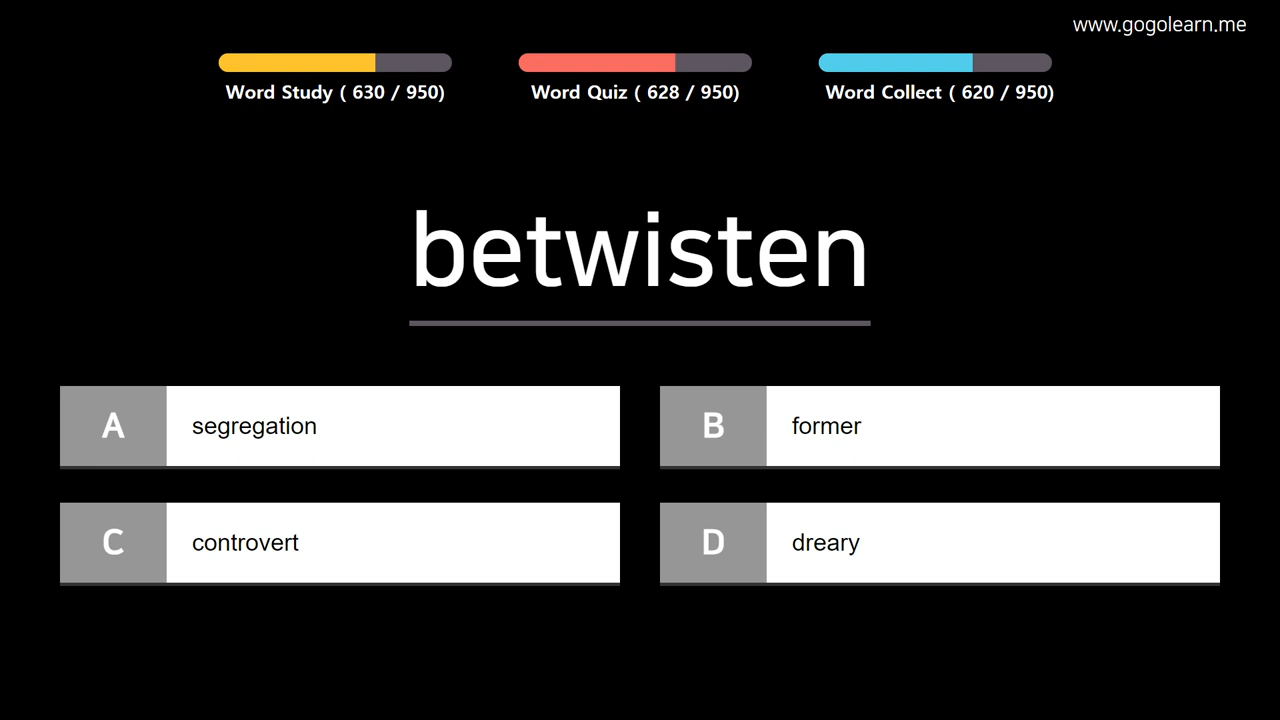 www.gogolearn.me
Word Study ( 630 / 950)
Word Quiz ( 628 / 950)
Word Collect ( 620 / 950)
betwisten
A
segregation
B
former
C
controvert
D
dreary